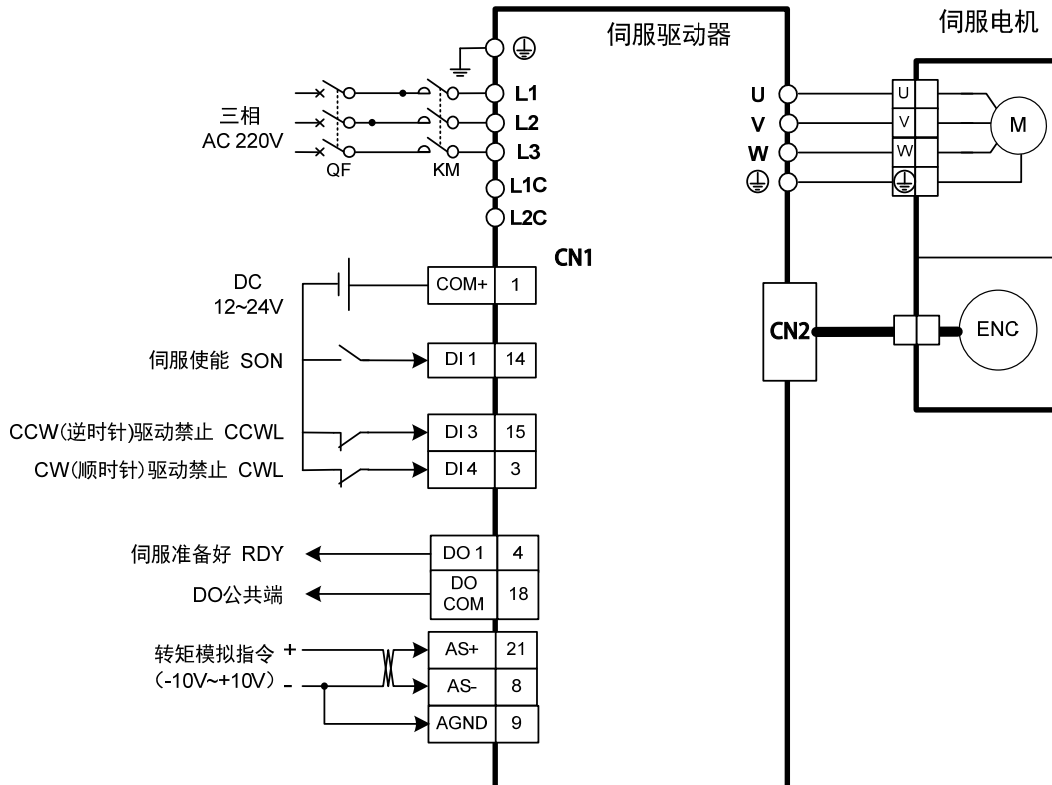 伺服驱动器
伺服电机
三相
AC 220V
QF
KM
L1
L2
L3
L1C
L2C
U
V
W
U
V
W
M
CN1
DC
12~24V
COM+ 1
伺服使能 SON
DI 1 14
CCW(逆时针)驱动禁止 CCWL
DI 3 15
CW(顺时针)驱动禁止 CWL
DI 4 3
CN2
ENC
伺服准备好 RDY
DO 1 4
DO公共端
DO
COM 18
转矩模拟指令
(-10V~+10V)
+
-
AS+ 21
AS- 8
AGND 9